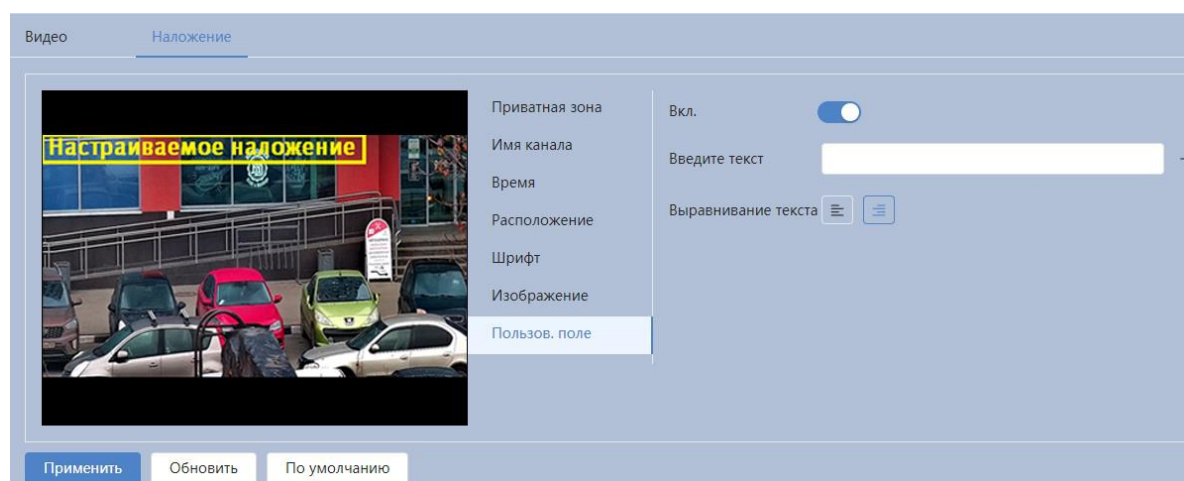 Видео Наложение
Настраиваемое наложение
Приватная зона
Имя канала
Время
Расположение
Шрифт
Изображение
Пользов. поле
Вкл.
Введите текст
Выравнивание текста
Применить Обновить По умолчанию